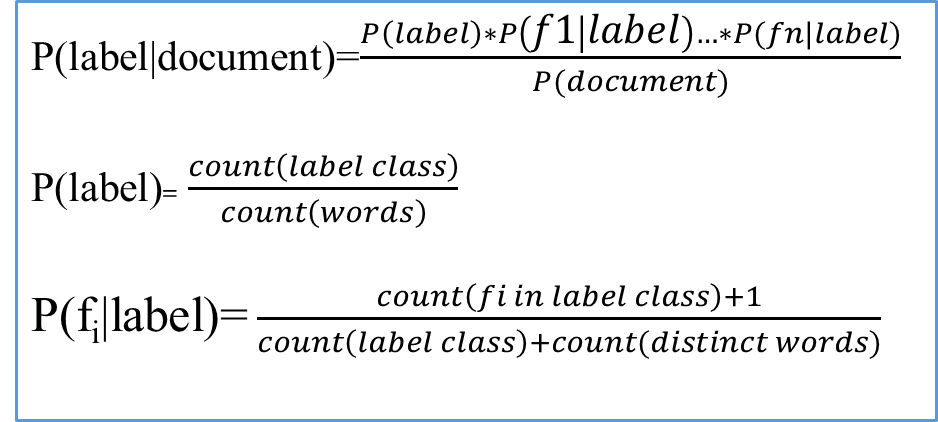 P(label|document)=P(label)*P(f1|label)...*P(fn|label)
P(document)
P(label)=count(label class)
count(words)
P(fi|label)=count(fi in label class)+1
count(label class)+count(distinct words)